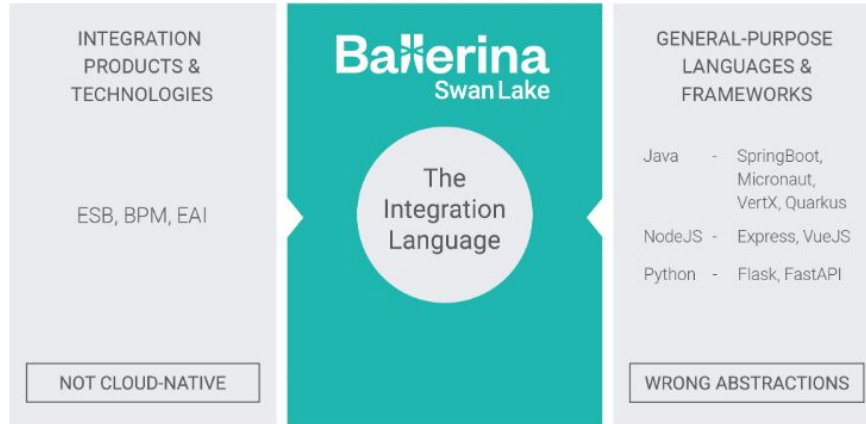 INTEGRATION
PRODUCTS &
TECHNOLOGIES
ESB, BPM, EAI
NOT CLOUD-NATIVE
Ballerina
Swan Lake
The
Integration
Language
GENERAL-PURPOSE
LANGUAGES &
FRAMEWORKS
Java - SpringBoot,
Micronaut,
VertX, Quarkus
NodeJS - Express, VueJS
Python - Flask, FastAPI
WRONG ABSTRACTIONS